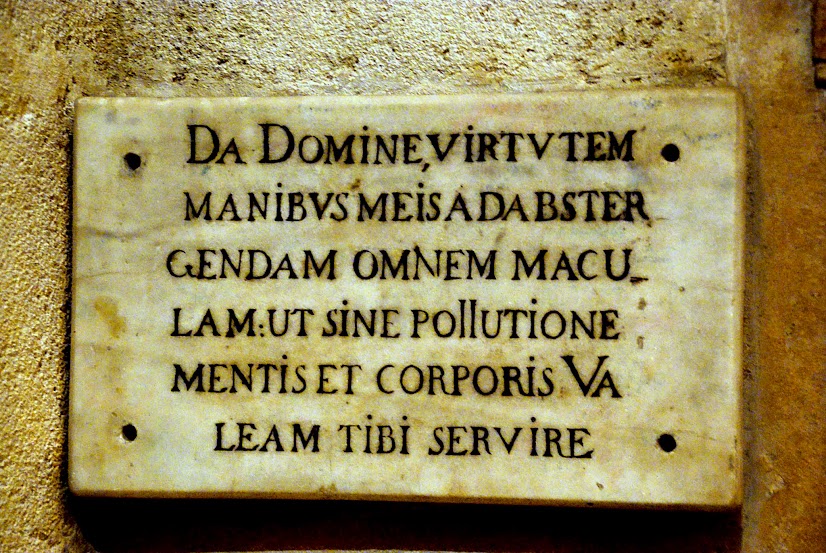 DA DOMINE, VIRTVTEM
MANIBVS MEIS AD ABSTER
GENDAM OMNEM MACU_
LAM: UT SINE POllUTIONE
MENTIS ET CORPORIS VA
LEAM TIBI SERVIRE